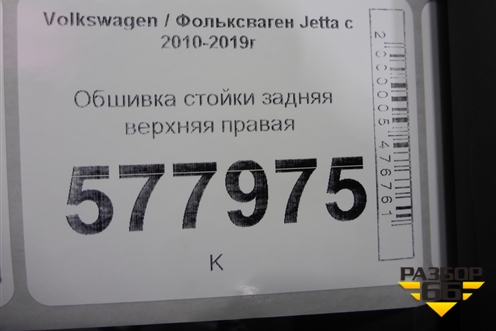 Volkswagen / Фольксваген Jetta с
2010-2019г
Обшивка стойки задняя
верхняя правая
577975
К
2000005476761
РАЗБОР
66